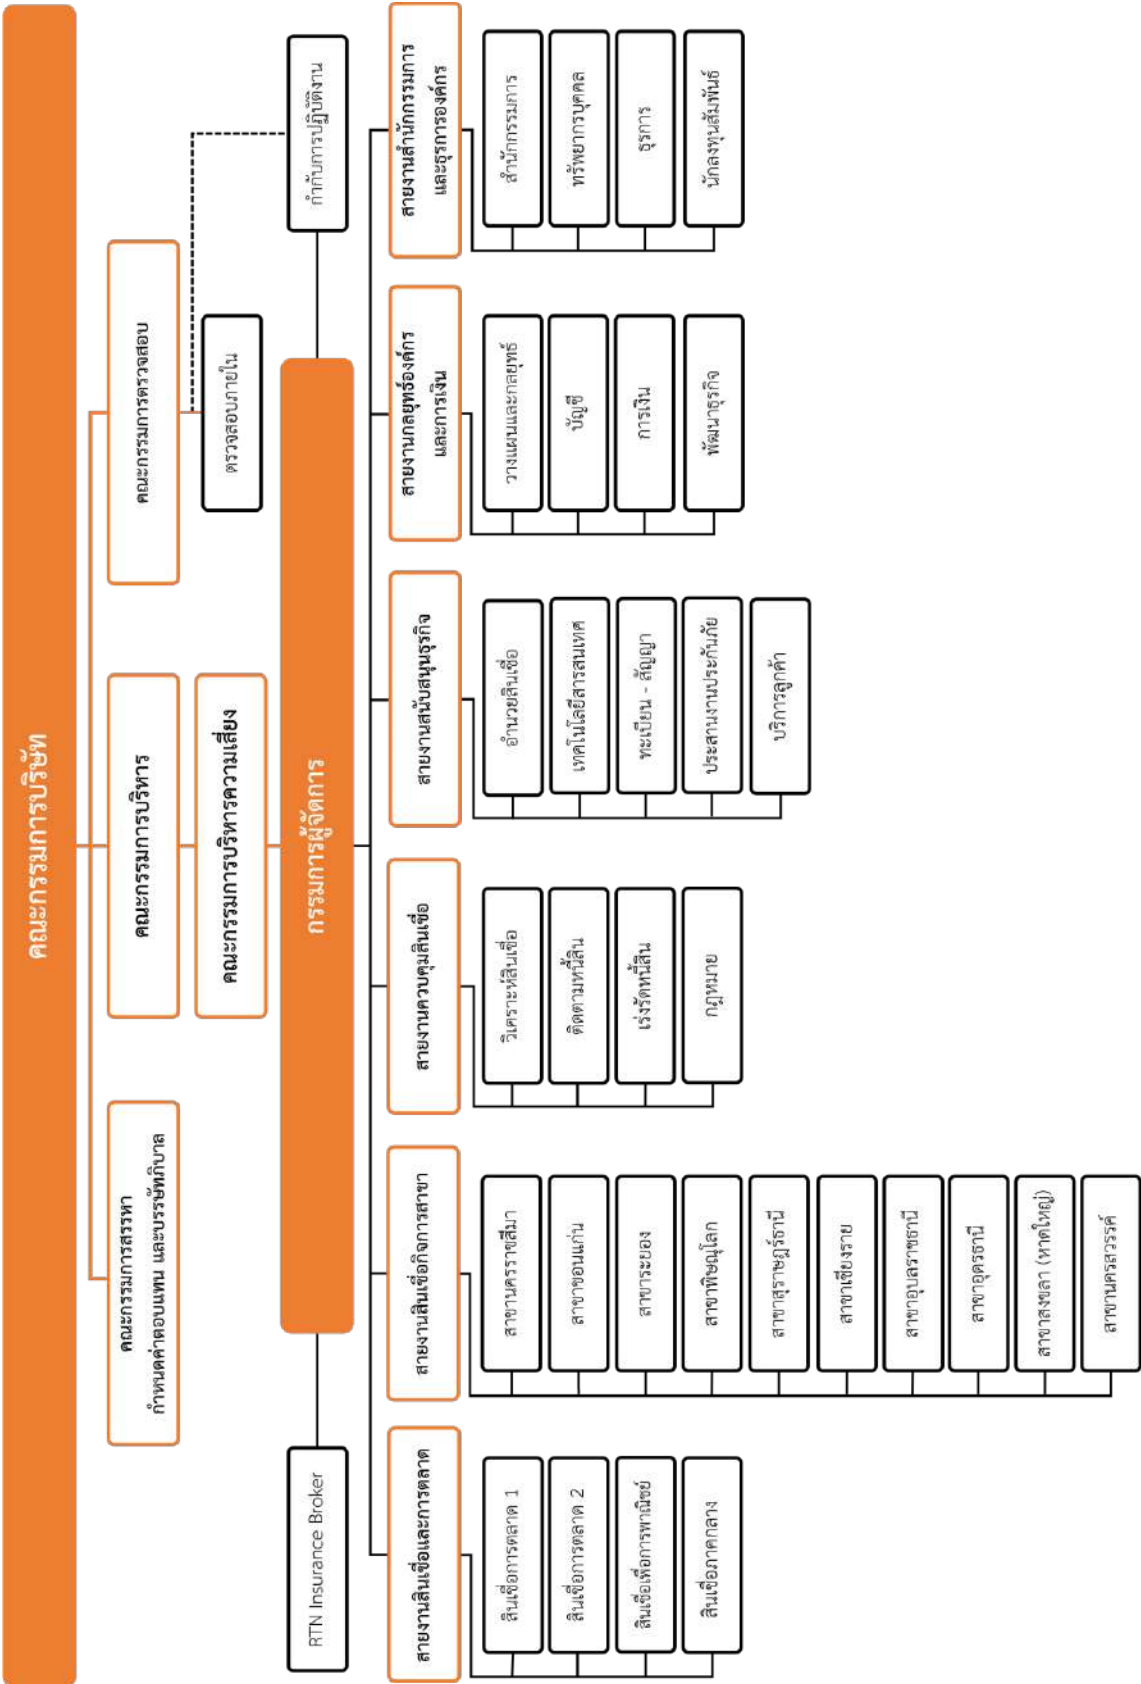 คณะกรรมการบริษัท
คณะกรรมการสรรหา
กำหนดค่าตอบแทน และบรรษัทภิบาล
คณะกรรมการบริหาร
คณะกรรมการตรวจสอบ
คณะกรรมการบริหารความเสี่ยง
ตรวจสอบภายใน
RTN Insurance Broker
กรรมการผู้จัดการ
กำกับการปฏิบัติงาน
สายงานสินเชื่อและการตลาด
สินเชื่อการตลาด 1
สินเชื่อการตลาด 2
สินเชื่อเพื่อการพาณิชย์
สินเชื่อภาคกลาง
สายงานสินเชื่อกิจการสาขา
สาขานครราชสีมา
สาขาขอนแก่น
สาขาระยอง
สาขาพิษณุโลก
สาขาสุราษฎร์ธานี
สาขาเชียงราย
สาขาอุบลราชธานี
สาขาอุดรธานี
สาขาสงขลา (หาดใหญ่)
สาขานครสวรรค์
สายงานควบคุมสินเชื่อ
วิเคราะห์สินเชื่อ
ติดตามหนี้สิน
เร่งรัดหนี้สิน
กฎหมาย
สายงานสนับสนุนธุรกิจ
อำนวยสินเชื่อ
เทคโนโลยีสารสนเทศ
ทะเบียน - สัญญา
ประสานงานประกันภัย
บริการลูกค้า
สายงานกลยุทธ์องค์กร
และการเงิน
วางแผนและกลยุทธ์
บัญชี
การเงิน
พัฒนาธุรกิจ
สายงานสำนักกรรมการ
และธุรการองค์กร
สำนักกรรมการ
ทรัพยากรบุคคล
ธุรการ
นักลงทุนสัมพันธ์